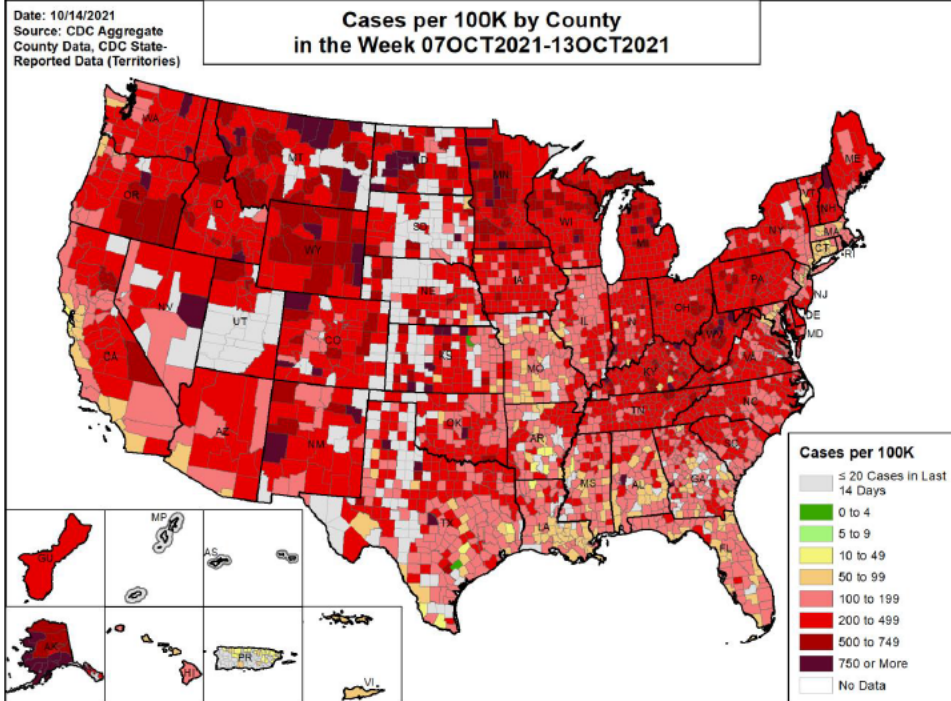 Date: 10/14/2021
Source: CDC Aggregate
County Data, CDC State-
Reported Data (Territories)
Cases per 100K by County
in the Week 07OCT2021-13OCT2021
WA
MT
ND
MN
ME
OR
ID
SD
WI
MI
NY
VT
NH
MA
CT
RI
WY
IA
NE
PA
NJ
NV
UT
CO
IL
IN
OH
DE
MD
CA
KS
MO
WV
VA
KY
AZ
NM
OK
AR
TN
NC
SC
TX
LA
MS
AL
GA
FL
GU
MP
AS
AK
HI
PR
VI
Cases per 100K
≤ 20 Cases in Last
14 Days
0 to 4
5 to 9
10 to 49
50 to 99
100 to 199
200 to 499
500 to 749
750 or More
No Data